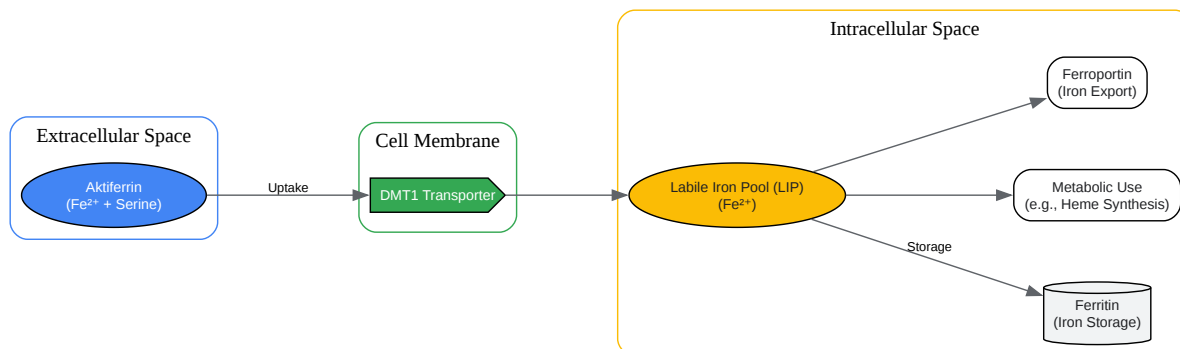 Intracellular Space
Ferroportin
(Iron Export)
Extracellular Space
Cell Membrane
Aktiferrin
(Fe²⁺ + Serine)
Uptake
DMT1 Transporter
Labile Iron Pool (LIP)
(Fe²⁺)
Metabolic Use
(e.g., Heme Synthesis)
Storage
Ferritin
(Iron Storage)